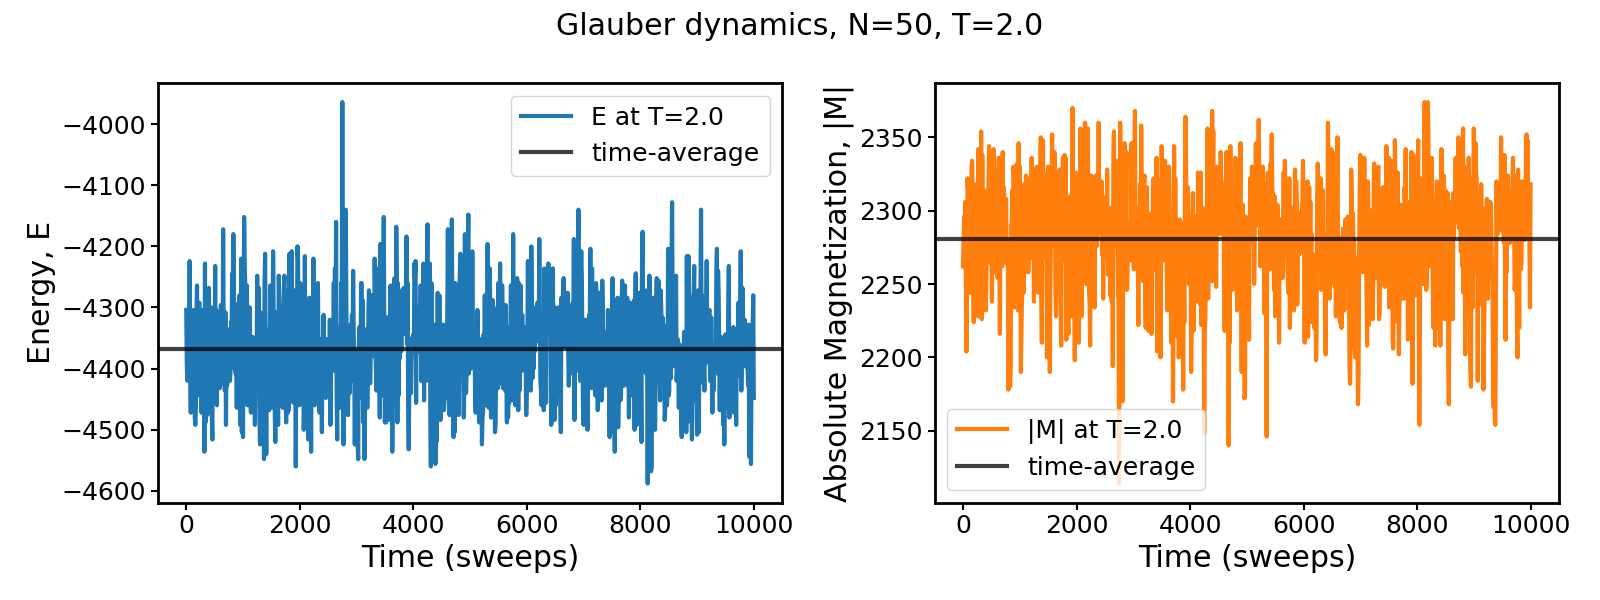 Glauber dynamics, N=50, T=2.0
Energy, E
−4000
−4100
−4200
−4300
−4400
−4500
−4600
E at T=2.0
time-average
0
2000
4000
6000
8000
10000
Time (sweeps)
Absolute Magnetization, |M|
2350
2300
2250
2200
2150
|M| at T=2.0
time-average
0
2000
4000
6000
8000
10000
Time (sweeps)